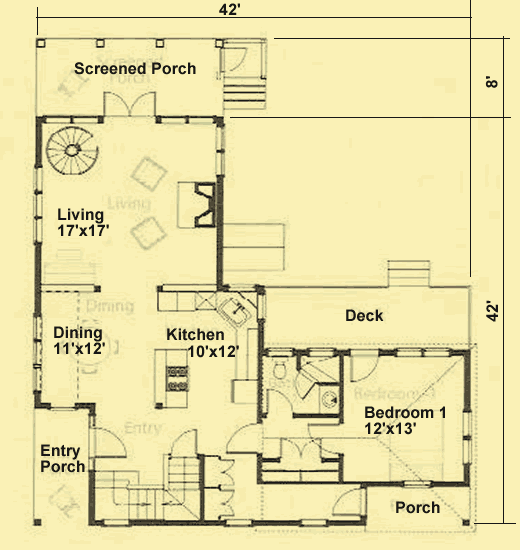 42'
Screened Porch
8'
Living
17'x17'
Living
Dining
Dining
11'x12'
Kitchen
10'x12'
Deck
42'
Bedroom 1
Bedroom 1
12'x13'
Entry
Entry
Porch
Porch